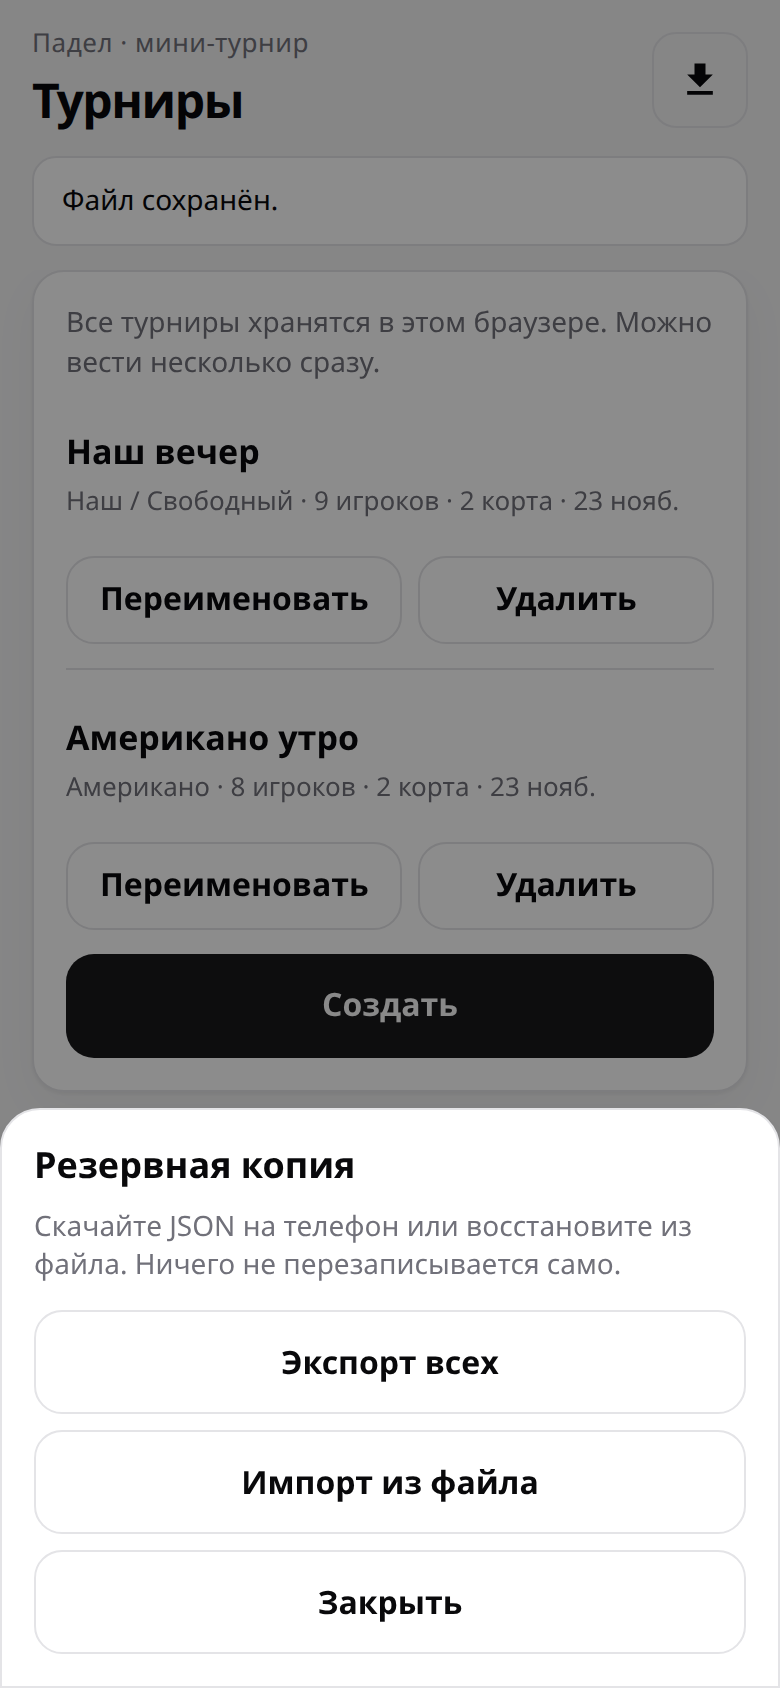 Падел · мини-турнир
Турниры
Файл сохранён.
Все турниры хранятся в этом браузере. Можно
вести несколько сразу.
Наш вечер
Наш / Свободный · 9 игроков · 2 корта · 23 нояб.
Переименовать
Удалить
Американо утро
Американо · 8 игроков · 2 корта · 23 нояб.
Переименовать
Удалить
Создать
Резервная копия
Скачайте JSON на телефон или восстановите из
файла. Ничего не перезаписывается само.
Экспорт всех
Импорт из файла
Закрыть